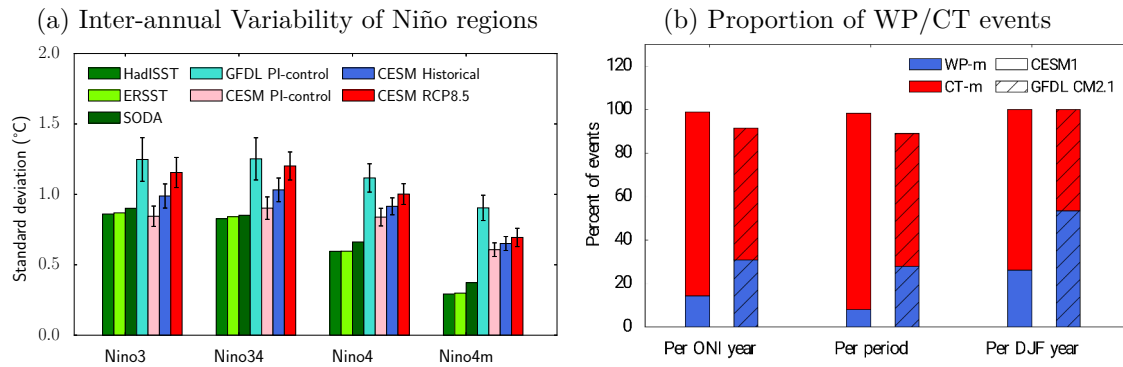 (a) Inter-annual Variability of Niño regions
2.0
1.5
1.0
0.5
0.0
Standard deviation (°C)
HadISST
ERSST
SODA
GFDL PI-control
CESM PI-control
CESM Historical
CESM RCP8.5
Nino3 Nino34 Nino4 Nino4m
(b) Proportion of WP/CT events
120
100
80
60
40
20
0
Percent of events
WP-m CESM1
CT-m GFDL CM2.1
Per ONI year Per period Per DJF year